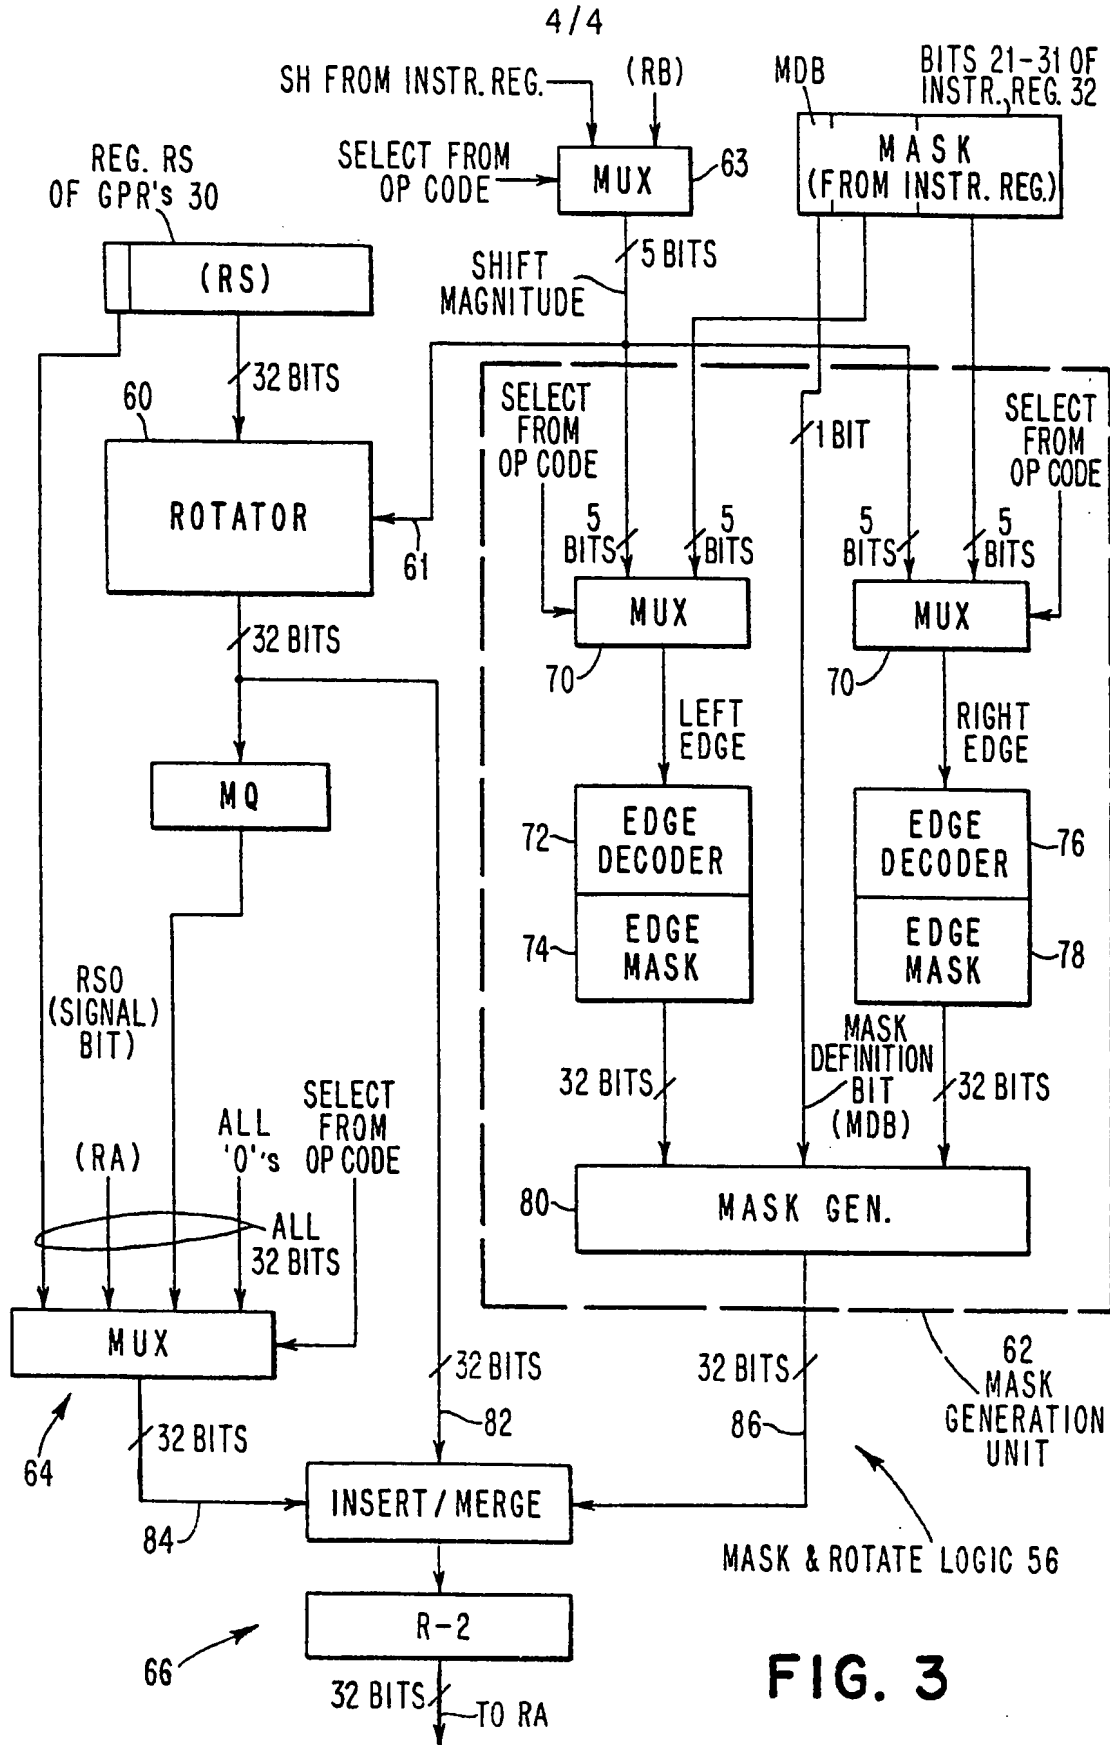 4/4
SH FROM INSTR. REG.
(RB)
MDB
BITS 21-31 OF
INSTR. REG. 32
REG. RS
OF GPR's 30
SELECT FROM
OP CODE
MUX
63
MASK
(FROM INSTR. REG.)
(RS)
5 BITS
SHIFT
MAGNITUDE
32 BITS
60
ROTATOR
61
SELECT
FROM
OP CODE
1 BIT
SELECT
FROM
OP CODE
5
BITS
5
BITS
5
BITS
5
BITS
MUX
70
MUX
70
32 BITS
LEFT
EDGE
RIGHT
EDGE
MQ
72
EDGE
DECODER
EDGE
DECODER
76
74
EDGE
MASK
EDGE
MASK
78
RSO
(SIGNAL)
BIT)
MASK
DEFINITION
BIT
(MDB)
32 BITS
32 BITS
(RA)
ALL
'0''s
SELECT
FROM
OP CODE
ALL
32 BITS
80
MASK GEN.
MUX
64
32 BITS
32 BITS
82
32 BITS
86
62
MASK
GENERATION
UNIT
84
INSERT/MERGE
MASK & ROTATE LOGIC 56
R-2
66
32 BITS
TO RA
FIG. 3